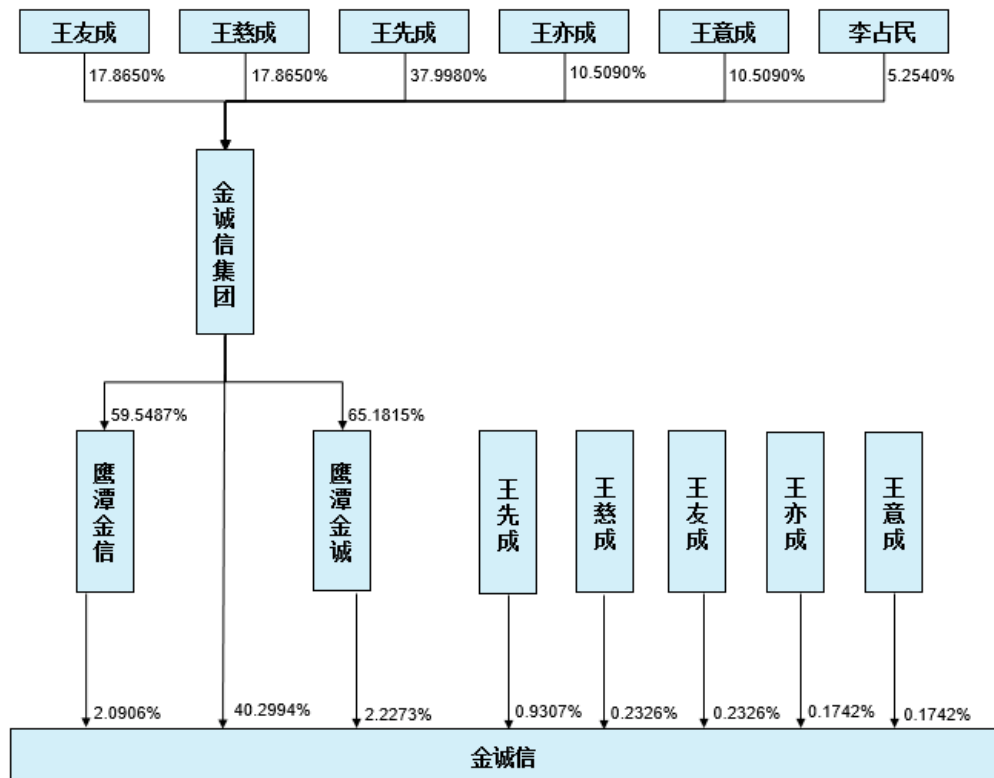 王友成
王慈成
王先成
王亦成
王意成
李占民
17.8650%
17.8650%
37.9980%
10.5090%
10.5090%
5.2540%
金诚信集团
59.5487%
65.1815%
鹰潭金信
鹰潭金诚
王先成
王慈成
王友成
王亦成
王意成
2.0906%
40.2994%
2.2273%
0.9307%
0.2326%
0.2326%
0.1742%
0.1742%
金诚信